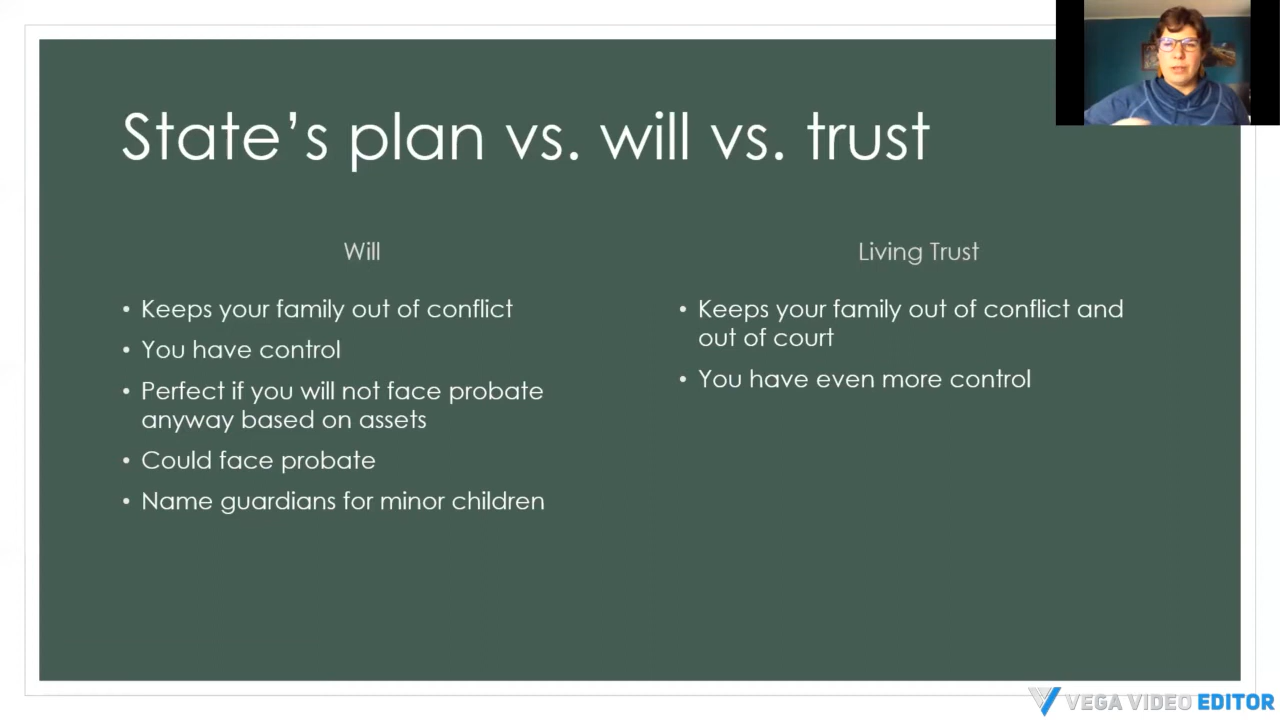 State's plan vs. will vs. trust
Will
• Keeps your family out of conflict
• You have control
• Perfect if you will not face probate
anyway based on assets
• Could face probate
• Name guardians for minor children
Living Trust
• Keeps your family out of conflict and
out of court
• You have even more control
VEGA VIDEO EDITOR